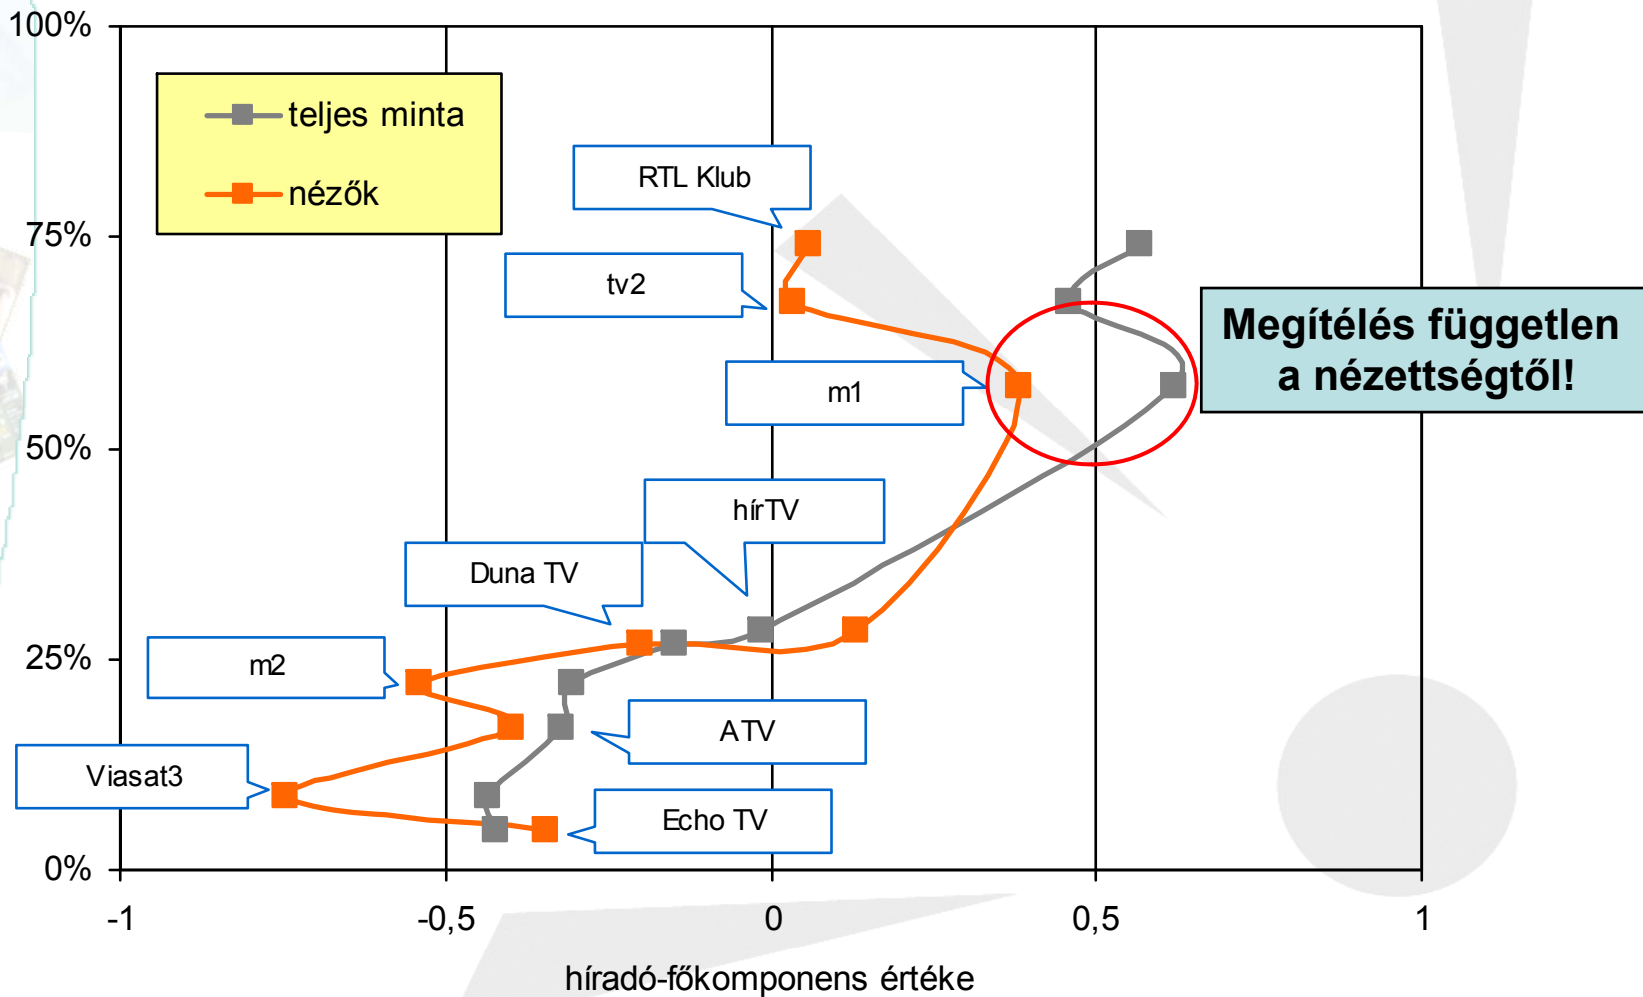 100%
teljes minta
nézők
RTL Klub
75%
tv2
Megítélés független
a nézettségtől!
m1
50%
hírTV
Duna TV
25%
m2
ATV
Viasat3
Echo TV
0%
-1
-0,5
0
0,5
1
híradó-főkomponens értéke